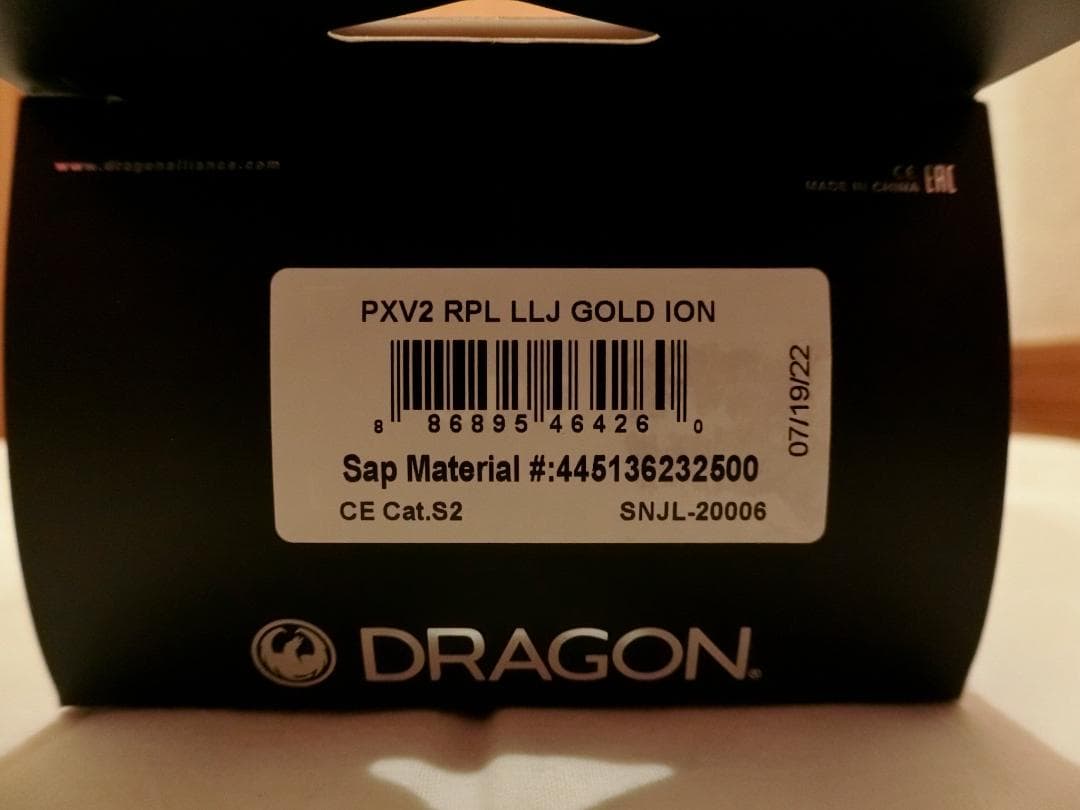 www.dragonalliance.com
CE
MADE IN CHINA EAC
PXV2 RPL LLJ GOLD ION
8 86895 46426 0
07/19/22
Sap Material #:445136232500
CE Cat.S2 SNJL-20006
DRAGON®